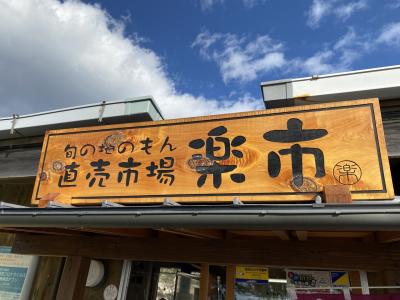 旬の地のもん
直売市場
楽市
楽